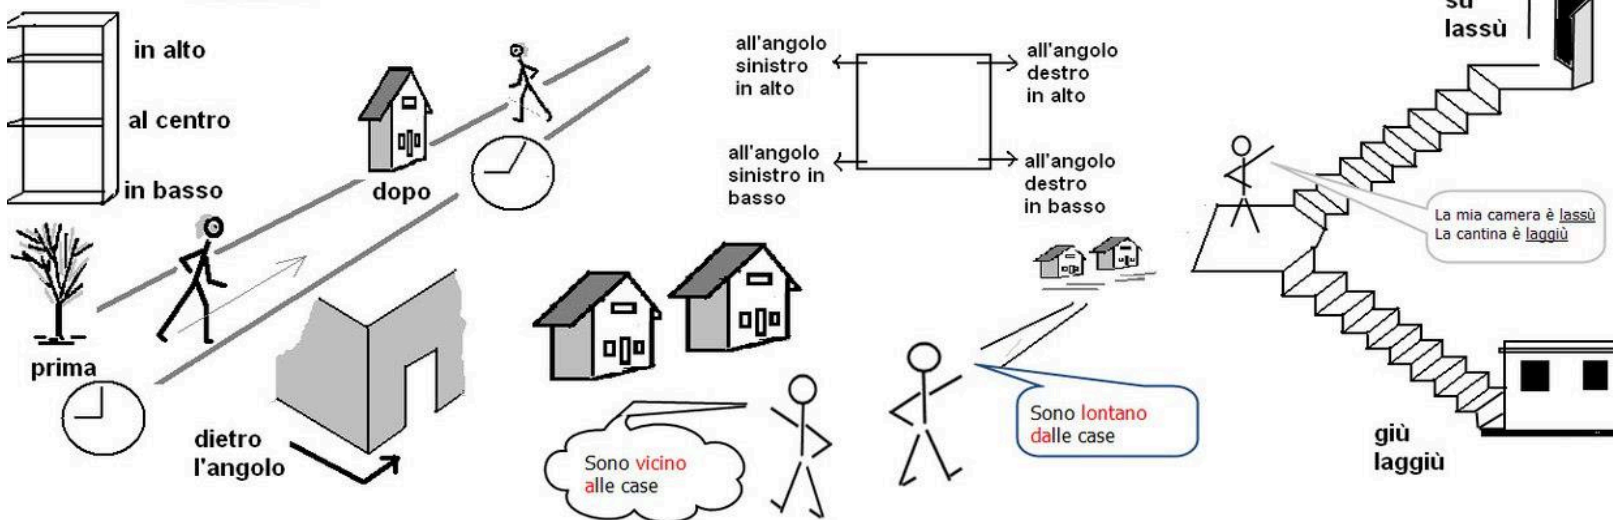 in alto
al centro
in basso
prima
dopo
dietro
l'angolo
all'angolo
sinistro
in alto
all'angolo
destro
in alto
all'angolo
sinistro in
basso
all'angolo
destro
in basso
Sono vicino
alle case
Sono lontano
dalle case
su
lassù
La mia camera è lassù
La cantina è laggiù
giù
laggiù